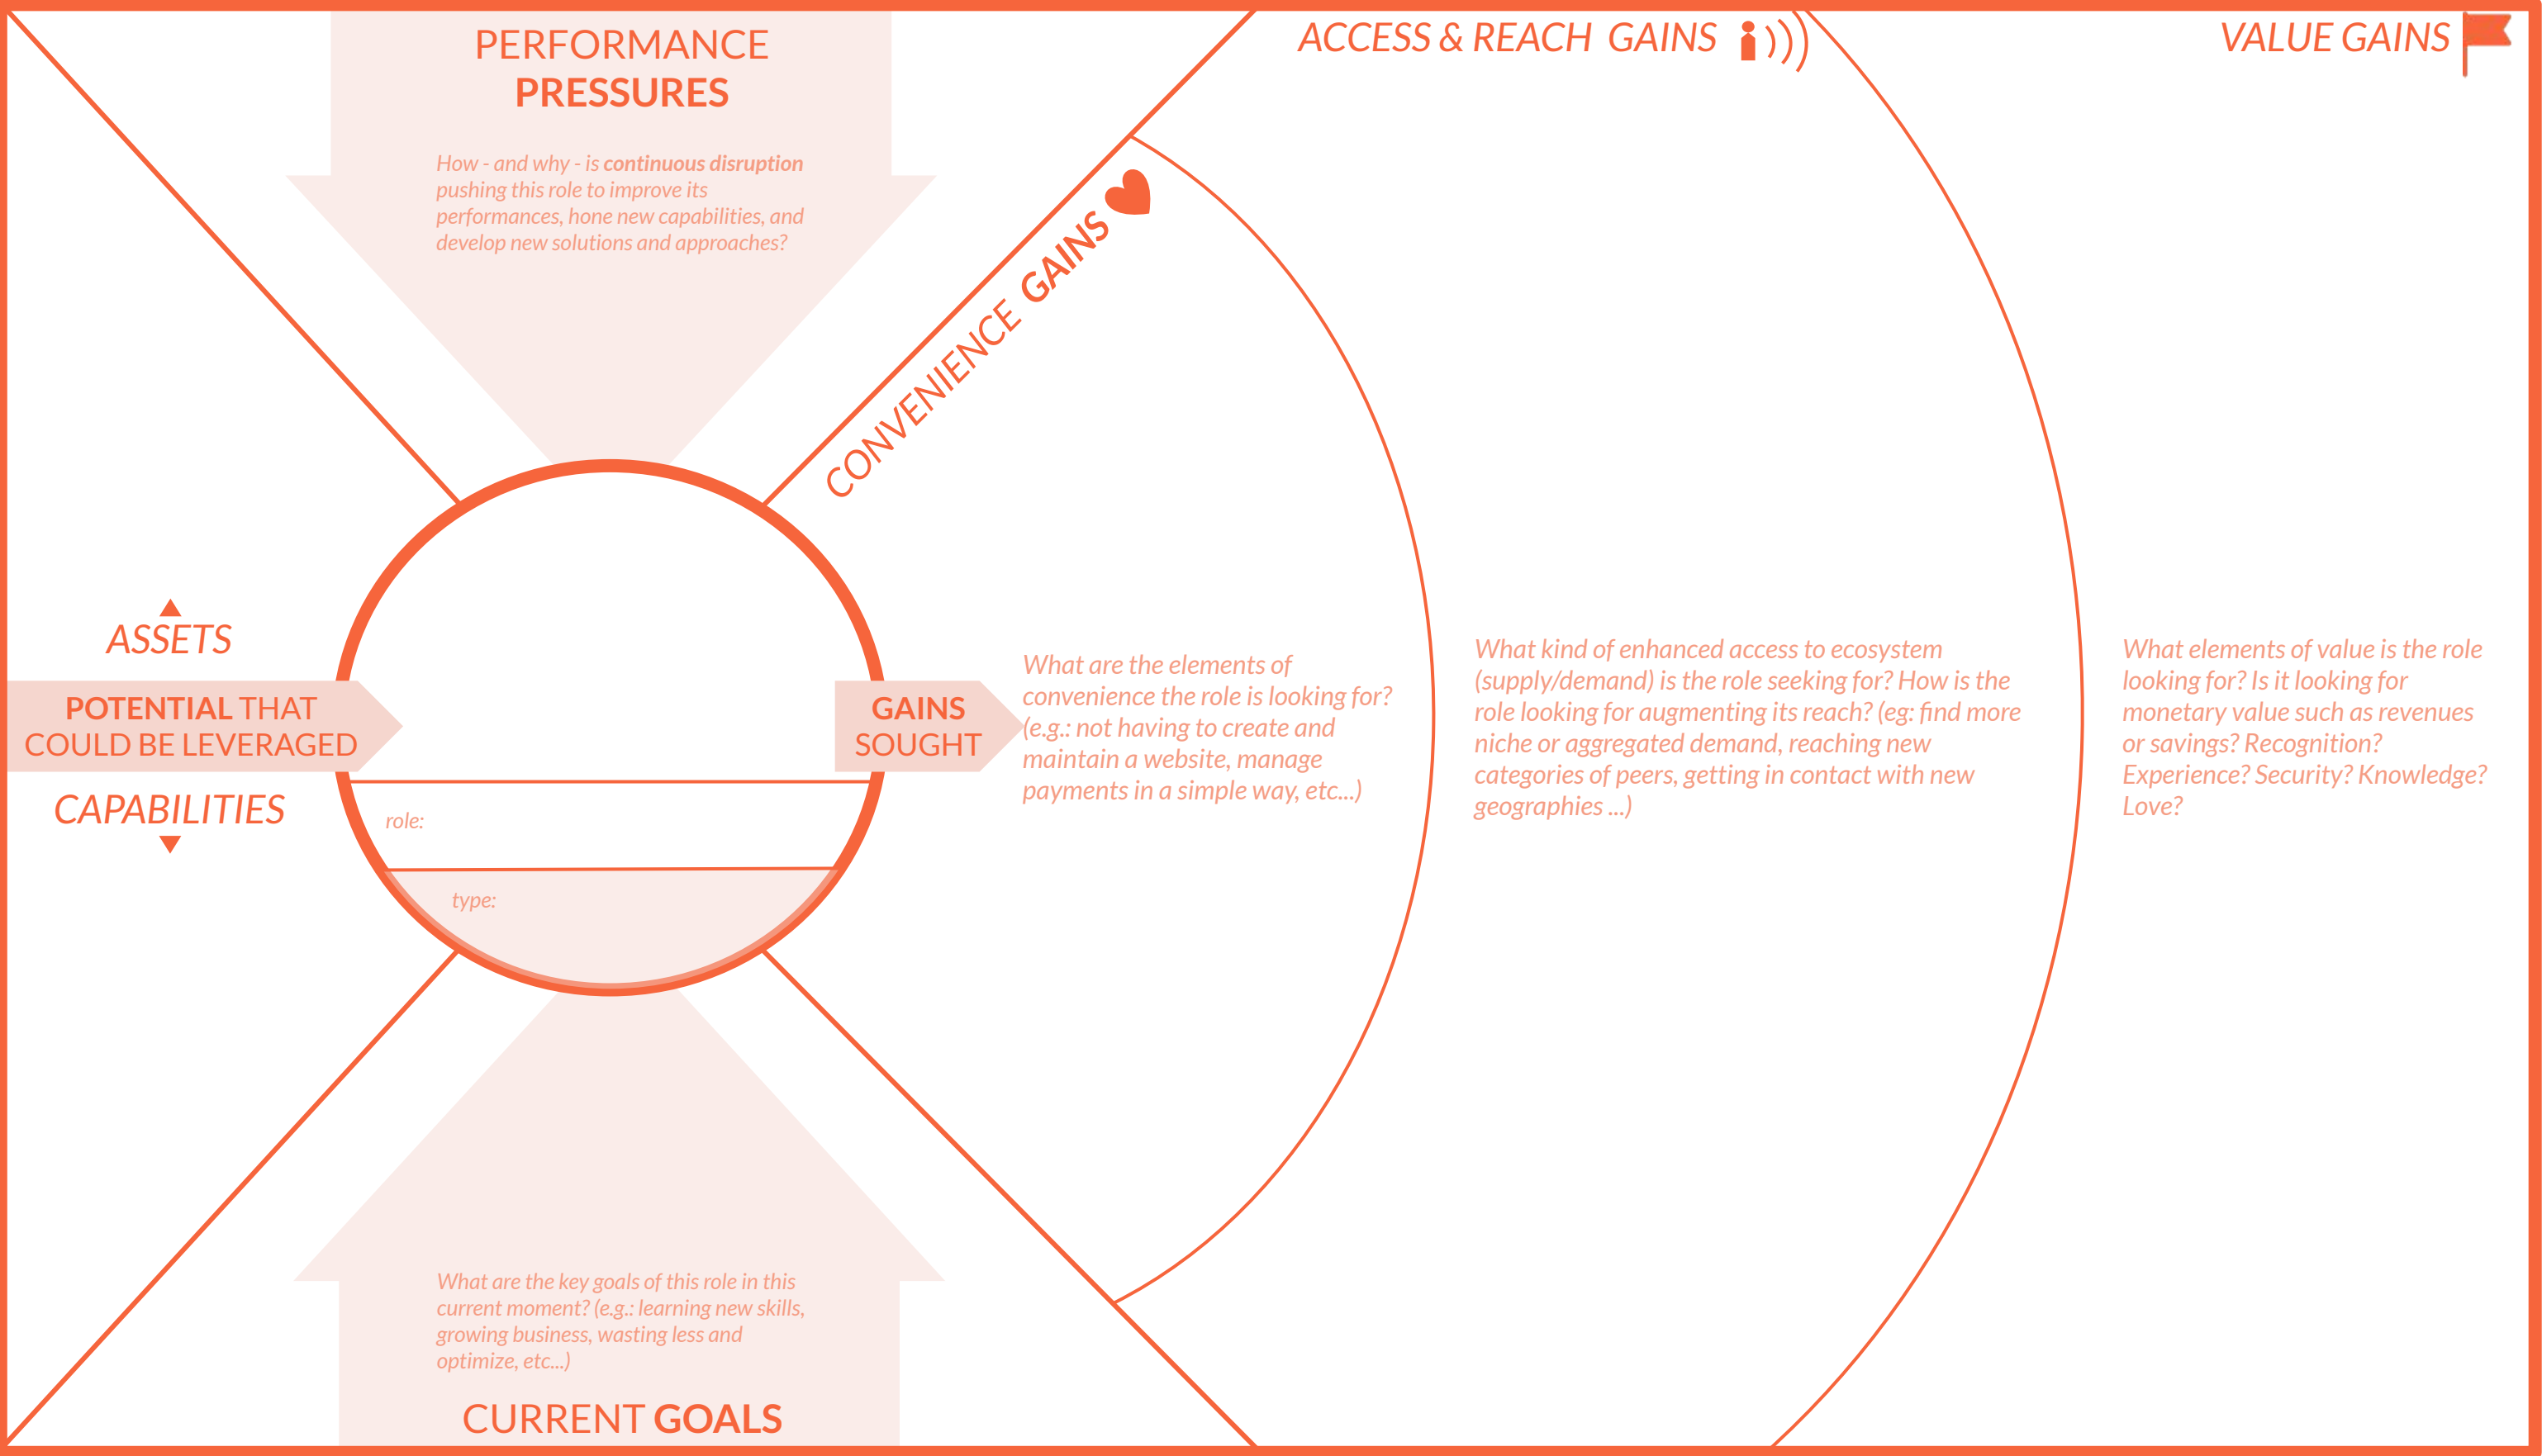 PERFORMANCE
PRESSURES
How - and why - is continuous disruption
pushing this role to improve its
performances, hone new capabilities, and
develop new solutions and approaches?
ACCESS & REACH GAINS
VALUE GAINS
CONVENIENCE GAINS
ASSETS
POTENTIAL THAT
COULD BE LEVERAGED
CAPABILITIES
role:
type:
GAINS
SOUGHT
What are the elements of
convenience the role is looking for?
(e.g.: not having to create and
maintain a website, manage
payments in a simple way, etc...)
What kind of enhanced access to ecosystem
(supply/demand) is the role seeking for? How is the
role looking for augmenting its reach? (eg: find more
niche or aggregated demand, reaching new
categories of peers, getting in contact with new
geographies ...)
What elements of value is the role
looking for? Is it looking for
monetary value such as revenues
or savings? Recognition?
Experience? Security? Knowledge?
Love?
What are the key goals of this role in this
current moment? (e.g.: learning new skills,
growing business, wasting less and
optimize, etc...)
CURRENT GOALS